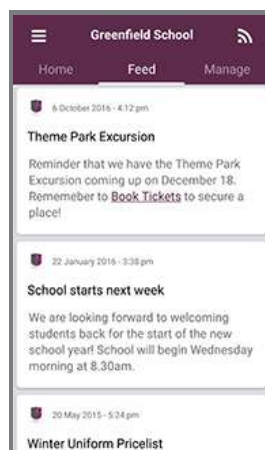 Greenfield School
Home Feed Manage
6 October 2016 - 4:12 pm
Theme Park Excursion
Reminder that we have the Theme Park
Excursion coming up on December 18.
Rememeber to Book Tickets to secure a
place!
22 January 2016 - 3:38 pm
School starts next week
We are looking forward to welcoming
students back for the start of the new
school year! School will begin Wednesday
morning at 8.30am.
20 May 2015 - 5:24 pm
Winter Uniform Pricelist